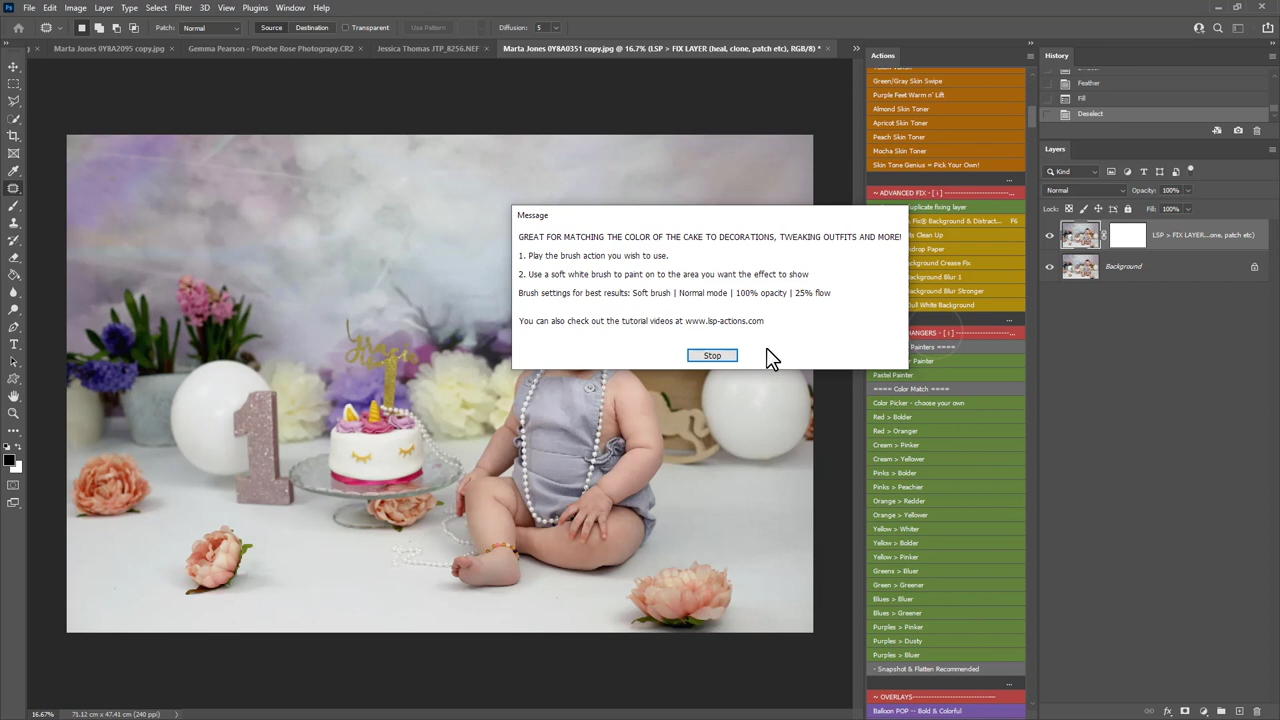 Ps File Edit Image Layer Type Select Filter 3D View Plugins Window Help
Patch: Normal Source Destination Transparent Use Pattern Diffusion: 5
Marta Jones 0Y8A2095 copy.jpg × Gemma Pearson - Phoebe Rose Photograpy.CR2 × Jessica Thomas JTP_8256.NEF × Marta Jones 0Y8A0351 copy.jpg @ 16.7% (LSP > FIX LAYER (heal, clone, patch etc), RGB/8) * ×
Actions
Green/Gray Skin Swipe
Purple Feet Warm n' Lift
Almond Skin Toner
Apricot Skin Toner
Peach Skin Toner
Mocha Skin Toner
Skin Tone Genius = Pick Your Own!
...
~ ADVANCED FIX - [ i ] ------------------------...
uplicate fixing layer
Fix® Background & Distract... F6
ts Clean Up
drop Paper
ackground Crease Fix
ackground Blur 1
ackground Blur Stronger
Dull White Background
...
ANGERS - [ i ] --------------------
Painters ====
Painter
Pastel Painter
==== Color Match ====
Color Picker - choose your own
Red > Bolder
Red > Oranger
Cream > Pinker
Cream > Yellower
Pinks > Bolder
Pinks > Peachier
Orange > Redder
Orange > Yellower
Yellow > Whiter
Yellow > Bolder
Yellow > Pinker
Greens > Bluer
Green > Greener
Blues > Bluer
Blues > Greener
Purples > Pinker
Purples > Dusty
Purples > Bluer
- Snapshot & Flatten Recommended
...
~ OVERLAYS---------------------------------
Balloon POP -- Bold & Colorful
History
Feather
Fill
Deselect
Layers
Kind
Normal Opacity: 100%
Lock: Fill: 100%
LSP > FIX LAYER...one, patch etc)
Background
Message
GREAT FOR MATCHING THE COLOR OF THE CAKE TO DECORATIONS, TWEAKING OUTFITS AND MORE!
1. Play the brush action you wish to use.
2. Use a soft white brush to paint on to the area you want the effect to show
Brush settings for best results: Soft brush | Normal mode | 100% opacity | 25% flow
You can also check out the tutorial videos at www.lsp-actions.com
Stop
1
16.67% 71.12 cm x 47.41 cm (240 ppi)